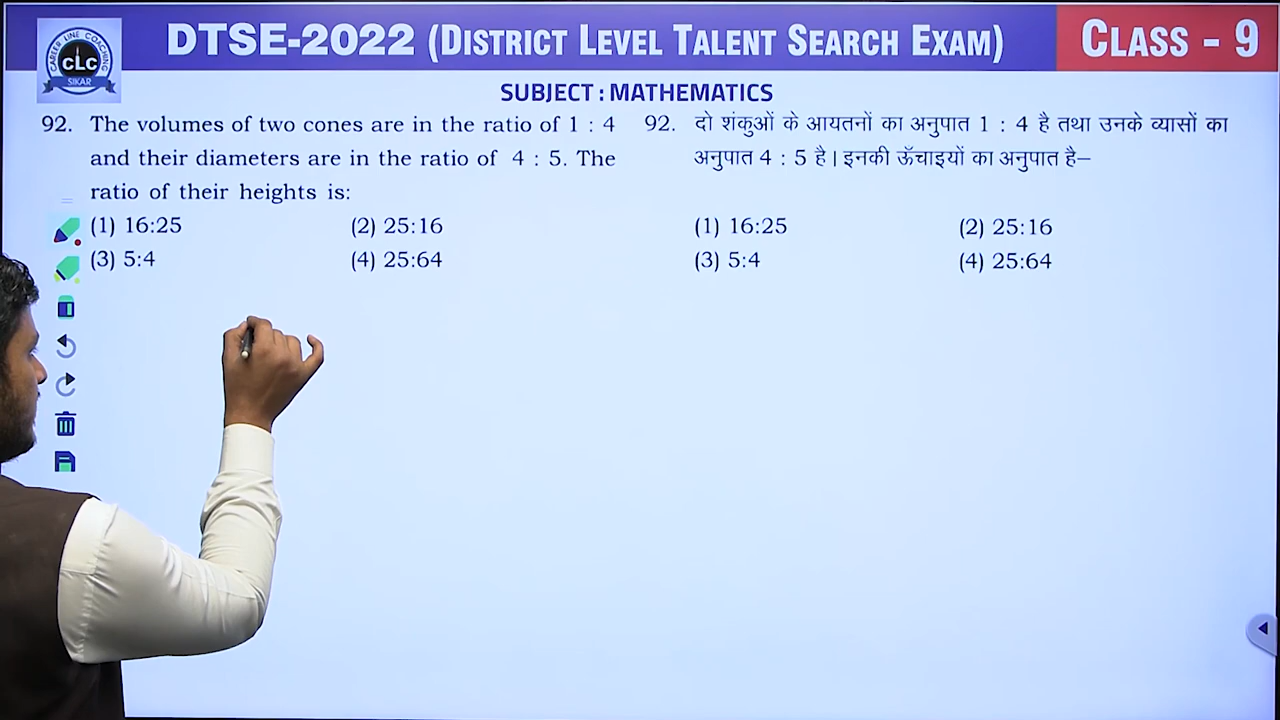 DTSE-2022 (DISTRICT LEVEL TALENT SEARCH EXAM)
CLASS - 9
CAREER LINE COACHING
CLC
SIKAR
SUBJECT : MATHEMATICS
92. The volumes of two cones are in the ratio of 1 : 4
and their diameters are in the ratio of 4 : 5. The
ratio of their heights is:
(1) 16:25 (2) 25:16
(3) 5:4 (4) 25:64
92. दो शंकुओं के आयतनों का अनुपात 1 : 4 है तथा उनके व्यासों का
अनुपात 4 : 5 है। इनकी ऊँचाइयों का अनुपात है–
(1) 16:25 (2) 25:16
(3) 5:4 (4) 25:64